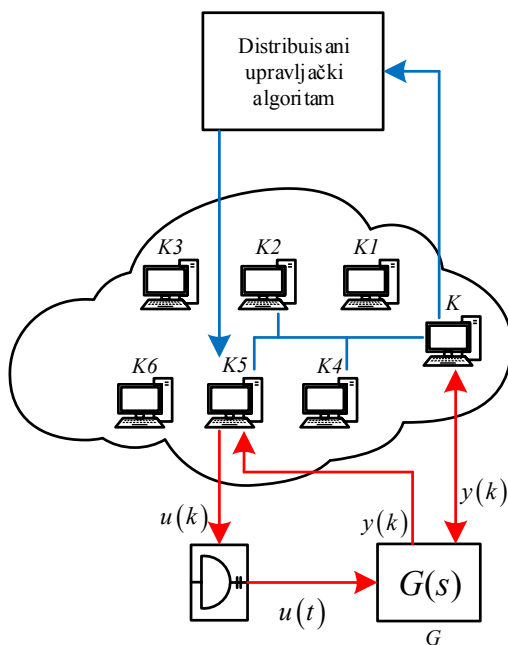 Distribuisani
upravljački
algoritam
K3
K2
K1
K
K6
K5
K4
u(k)
y(k)
y(k)
G(s)
u(t)
G